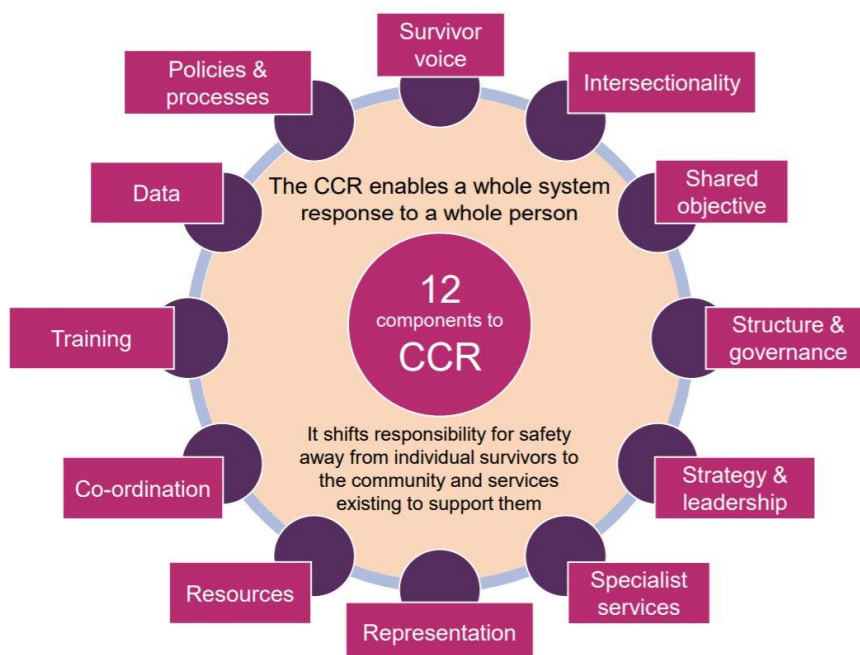 Survivor
voice
Intersectionality
Shared
objective
Structure &
governance
Strategy &
leadership
Specialist
services
Representation
Resources
Co-ordination
Training
Data
Policies &
processes
The CCR enables a whole system
response to a whole person
12
components to
CCR
It shifts responsibility for safety
away from individual survivors to
the community and services
existing to support them